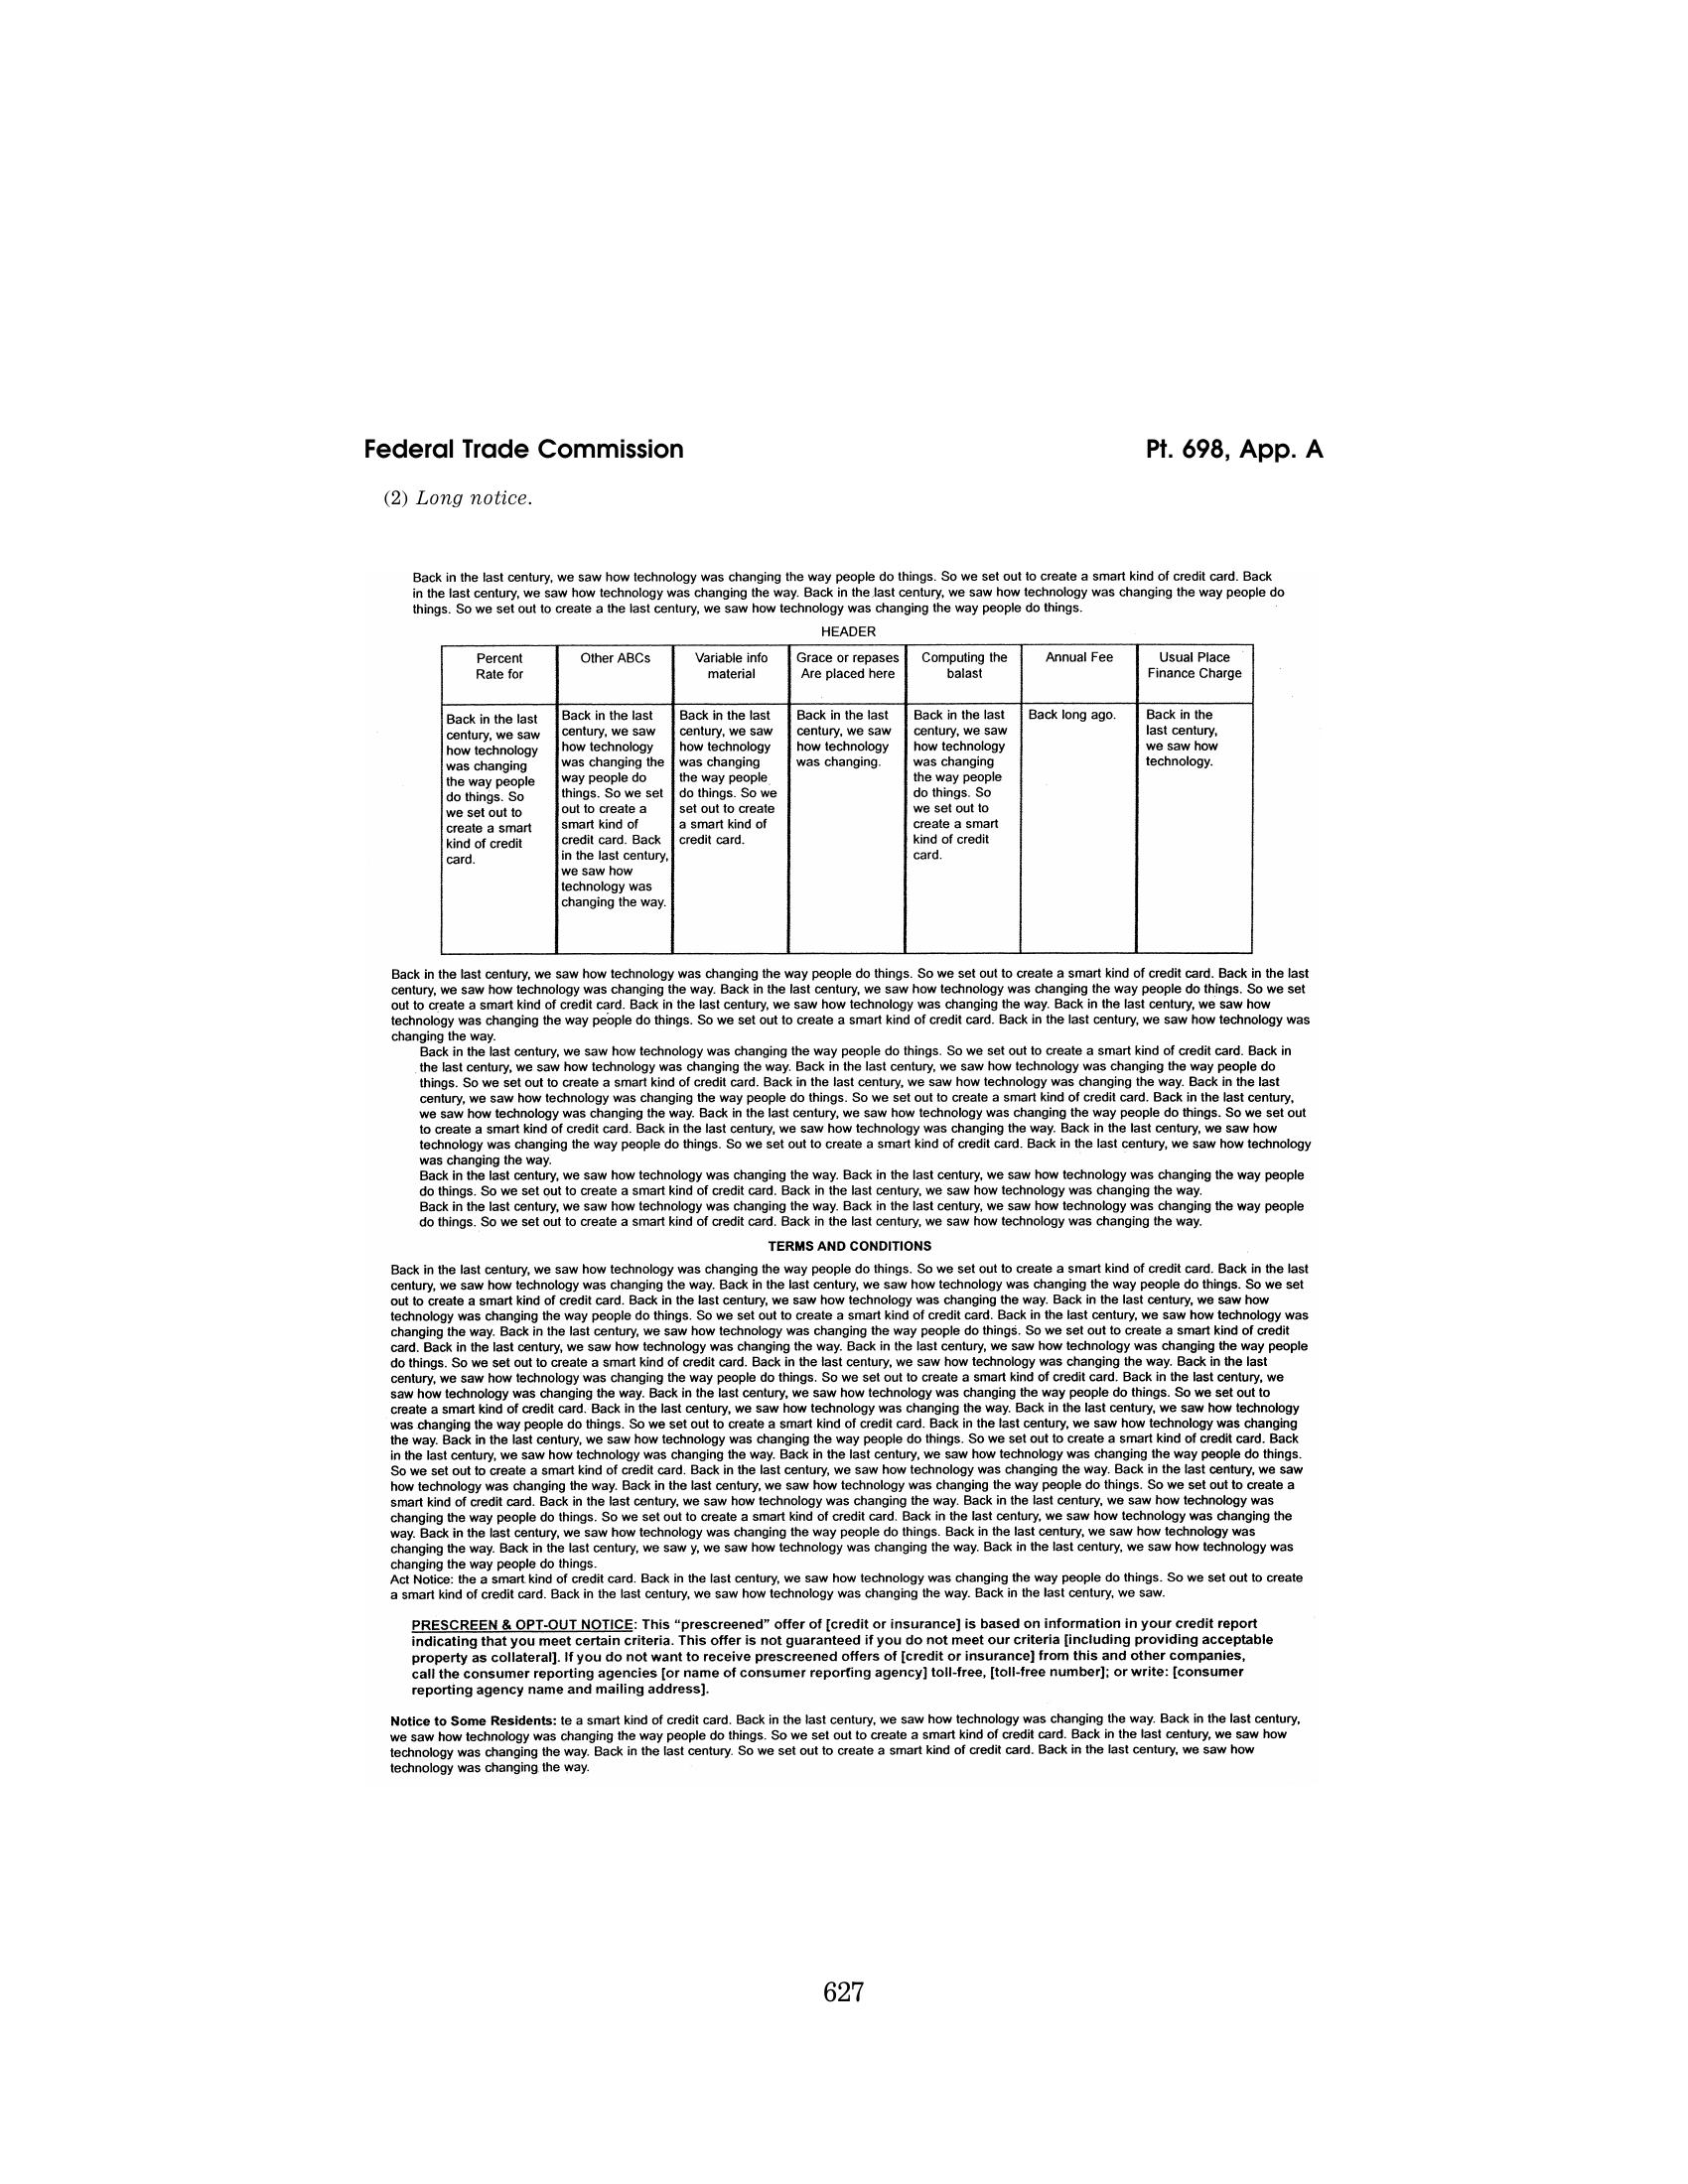 Federal Trade Commission Pt. 698, App. A
(2) Long notice.
Back in the last century, we saw how technology was changing the way people do things. So we set out to create a smart kind of credit card. Back
in the last century, we saw how technology was changing the way. Back in the last century, we saw how technology was changing the way people do
things. So we set out to create a the last century, we saw how technology was changing the way people do things.
HEADER
Percent
Rate for
Other ABCs
Variable info
material
Grace or repases
Are placed here
Computing the
balast
Annual Fee
Usual Place
Finance Charge
Back in the last
century, we saw
how technology
was changing
the way people
do things. So
we set out to
create a smart
kind of credit
card.
Back in the last
century, we saw
how technology
was changing the
way people do
things. So we set
out to create a
smart kind of
credit card. Back
in the last century,
we saw how
technology was
changing the way.
Back in the last
century, we saw
how technology
was changing
the way people
do things. So we
set out to create
a smart kind of
credit card.
Back in the last
century, we saw
how technology
was changing.
Back in the last
century, we saw
how technology
was changing
the way people
do things. So
we set out to
create a smart
kind of credit
card.
Back long ago.
Back in the
last century,
we saw how
technology.
Back in the last century, we saw how technology was changing the way people do things. So we set out to create a smart kind of credit card. Back in the last
century, we saw how technology was changing the way. Back in the last century, we saw how technology was changing the way people do things. So we set
out to create a smart kind of credit card. Back in the last century, we saw how technology was changing the way. Back in the last century, we saw how
technology was changing the way people do things. So we set out to create a smart kind of credit card. Back in the last century, we saw how technology was
changing the way.
Back in the last century, we saw how technology was changing the way people do things. So we set out to create a smart kind of credit card. Back in
the last century, we saw how technology was changing the way. Back in the last century, we saw how technology was changing the way people do
things. So we set out to create a smart kind of credit card. Back in the last century, we saw how technology was changing the way. Back in the last
century, we saw how technology was changing the way people do things. So we set out to create a smart kind of credit card. Back in the last century,
we saw how technology was changing the way. Back in the last century, we saw how technology was changing the way people do things. So we set out
to create a smart kind of credit card. Back in the last century, we saw how technology was changing the way. Back in the last century, we saw how
technology was changing the way people do things. So we set out to create a smart kind of credit card. Back in the last century, we saw how technology
was changing the way.
Back in the last century, we saw how technology was changing the way. Back in the last century, we saw how technology was changing the way people
do things. So we set out to create a smart kind of credit card. Back in the last century, we saw how technology was changing the way.
Back in the last century, we saw how technology was changing the way. Back in the last century, we saw how technology was changing the way people
do things. So we set out to create a smart kind of credit card. Back in the last century, we saw how technology was changing the way.
TERMS AND CONDITIONS
Back in the last century, we saw how technology was changing the way people do things. So we set out to create a smart kind of credit card. Back in the last
century, we saw how technology was changing the way. Back in the last century, we saw how technology was changing the way people do things. So we set
out to create a smart kind of credit card. Back in the last century, we saw how technology was changing the way. Back in the last century, we saw how
technology was changing the way people do things. So we set out to create a smart kind of credit card. Back in the last century, we saw how technology was
changing the way. Back in the last century, we saw how technology was changing the way people do things. So we set out to create a smart kind of credit
card. Back in the last century, we saw how technology was changing the way. Back in the last century, we saw how technology was changing the way people
do things. So we set out to create a smart kind of credit card. Back in the last century, we saw how technology was changing the way. Back in the last
century, we saw how technology was changing the way people do things. So we set out to create a smart kind of credit card. Back in the last century, we
saw how technology was changing the way. Back in the last century, we saw how technology was changing the way people do things. So we set out to
create a smart kind of credit card. Back in the last century, we saw how technology was changing the way. Back in the last century, we saw how technology
was changing the way people do things. So we set out to create a smart kind of credit card. Back in the last century, we saw how technology was changing
the way. Back in the last century, we saw how technology was changing the way people do things. So we set out to create a smart kind of credit card. Back
in the last century, we saw how technology was changing the way. Back in the last century, we saw how technology was changing the way people do things.
So we set out to create a smart kind of credit card. Back in the last century, we saw how technology was changing the way. Back in the last century, we saw
how technology was changing the way. Back in the last century, we saw how technology was changing the way people do things. So we set out to create a
smart kind of credit card. Back in the last century, we saw how technology was changing the way. Back in the last century, we saw how technology was
changing the way people do things. So we set out to create a smart kind of credit card. Back in the last century, we saw how technology was changing the
way. Back in the last century, we saw how technology was changing the way people do things. Back in the last century, we saw how technology was
changing the way. Back in the last century, we saw y, we saw how technology was changing the way. Back in the last century, we saw how technology was
changing the way people do things.
Act Notice: the a smart kind of credit card. Back in the last century, we saw how technology was changing the way people do things. So we set out to create
a smart kind of credit card. Back in the last century, we saw how technology was changing the way. Back in the last century, we saw.
PRESCREEN & OPT-OUT NOTICE: This “prescreened” offer of [credit or insurance] is based on information in your credit report
indicating that you meet certain criteria. This offer is not guaranteed if you do not meet our criteria [including providing acceptable
property as collateral]. If you do not want to receive prescreened offers of [credit or insurance] from this and other companies,
call the consumer reporting agencies [or name of consumer reporting agency] toll-free, [toll-free number]; or write: [consumer
reporting agency name and mailing address].
Notice to Some Residents: te a smart kind of credit card. Back in the last century, we saw how technology was changing the way. Back in the last century,
we saw how technology was changing the way people do things. So we set out to create a smart kind of credit card. Back in the last century, we saw how
technology was changing the way. Back in the last century. So we set out to create a smart kind of credit card. Back in the last century, we saw how
technology was changing the way.
627